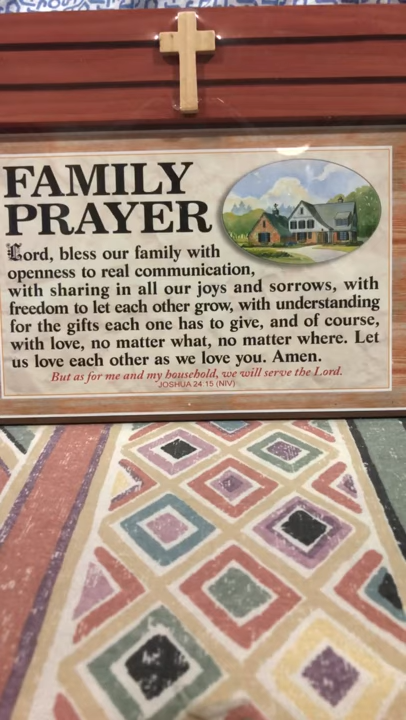 FAMILY
PRAYER
Lord, bless our family with
openness to real communication,
with sharing in all our joys and sorrows, with
freedom to let each other grow, with understanding
for the gifts each one has to give, and of course,
with love, no matter what, no matter where. Let
us love each other as we love you. Amen.
But as for me and my household, we will serve the Lord.
JOSHUA 24:15 (NIV)